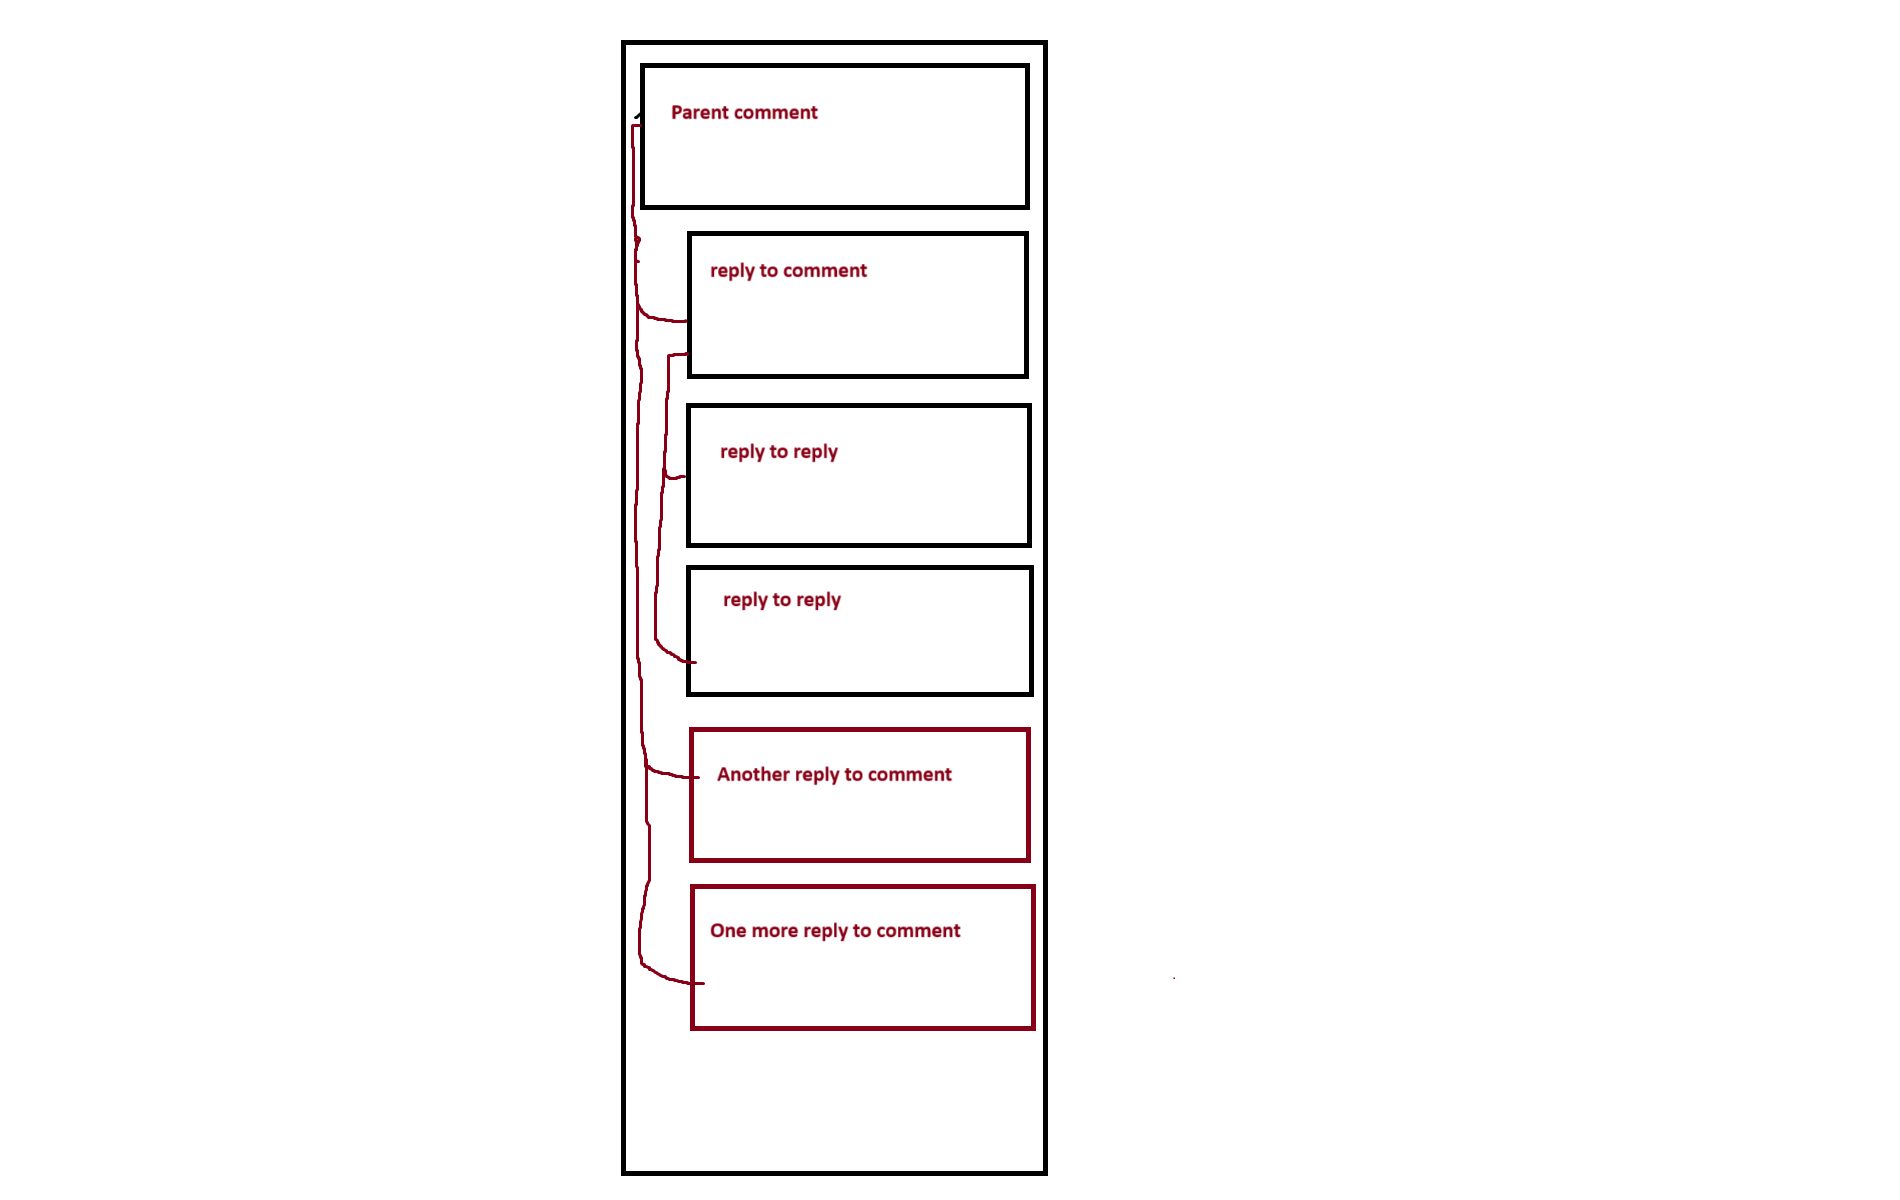 Parent comment
reply to comment
reply to reply
reply to reply
Another reply to comment
One more reply to comment